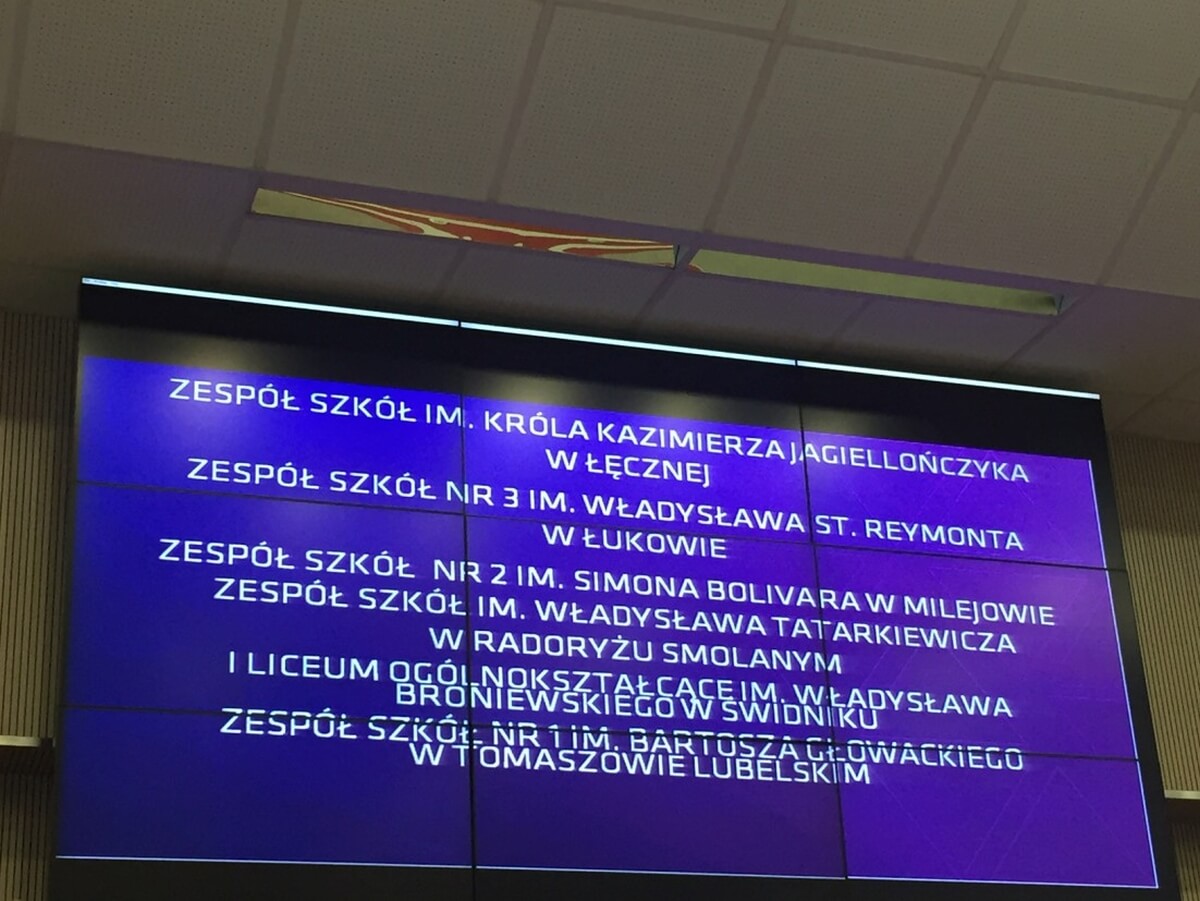 ZESPÓŁ SZKÓŁ IM. KRÓLA KAZIMIERZA JAGIELLOŃCZYKA
W ŁĘCZNEJ
ZESPÓŁ SZKÓŁ NR 3 IM. WŁADYSŁAWA ST. REYMONTA
W ŁUKOWIE
ZESPÓŁ SZKÓŁ NR 2 IM. SIMONA BOLIVARA W MILEJOWIE
ZESPÓŁ SZKÓŁ IM. WŁADYSŁAWA TATARKIEWICZA
W RADORYŻU SMOLANYM
I LICEUM OGÓLNOKSZTAŁCĄCE IM. WŁADYSŁAWA
BRONIEWSKIEGO W ŚWIDNIKU
ZESPÓŁ SZKÓŁ NR 1 IM. BARTOSZA GŁOWACKIEGO
W TOMASZOWIE LUBELSKIM